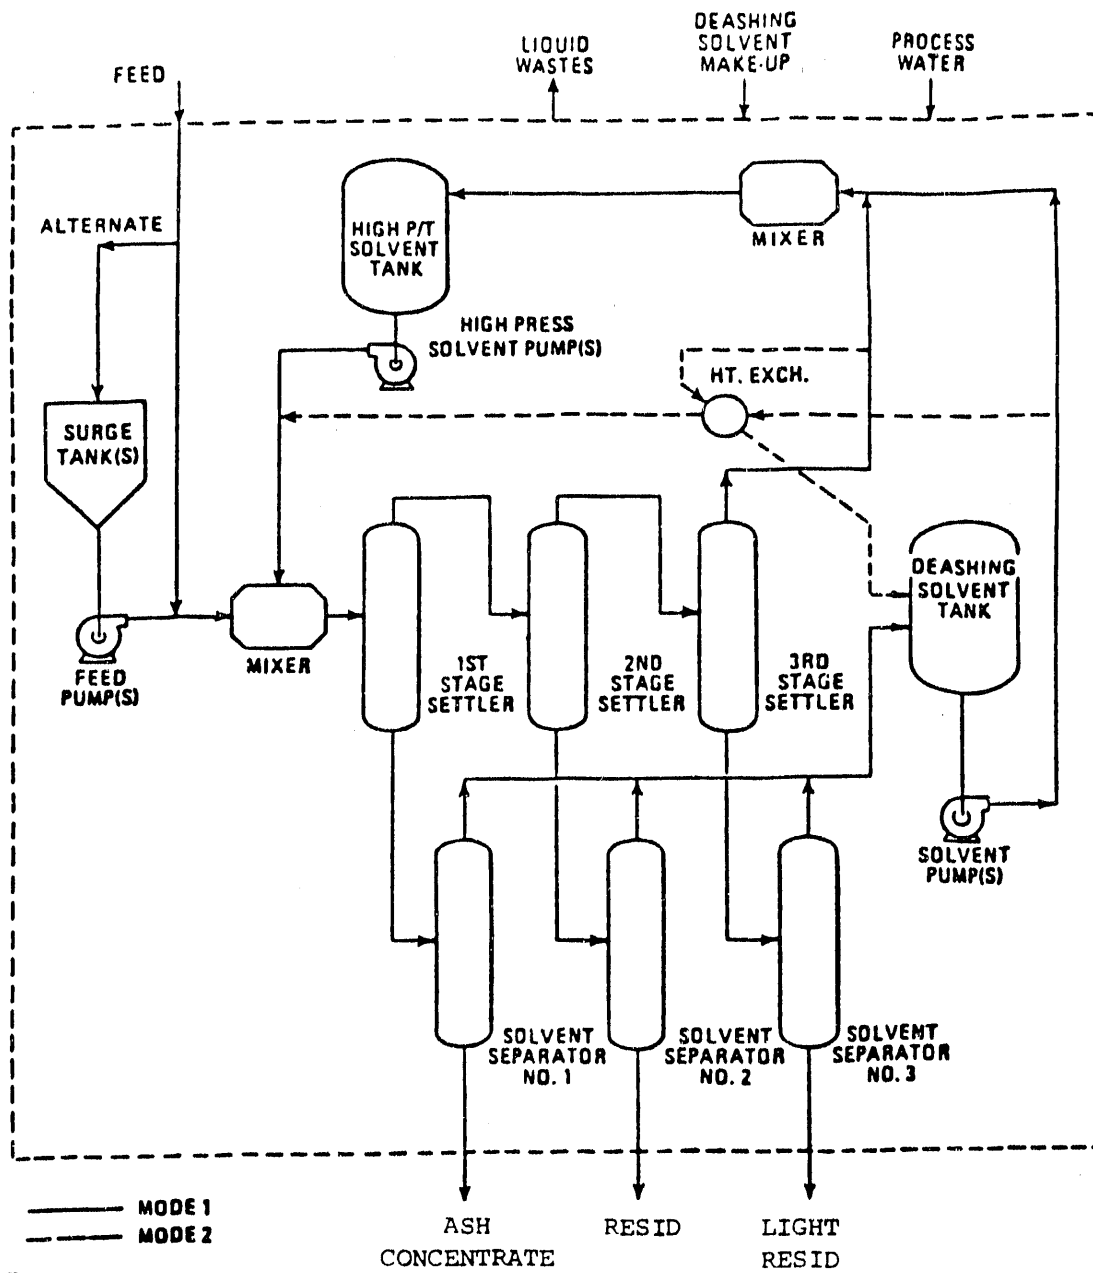 FEED
LIQUID
WASTES
DEASHING
SOLVENT
MAKE-UP
PROCESS
WATER
ALTERNATE
HIGH P/T
SOLVENT
TANK
MIXER
HIGH PRESS
SOLVENT PUMP(S)
HT. EXCH.
SURGE
TANK(S)
DEASHING
SOLVENT
TANK
FEED
PUMP(S)
MIXER
1ST
STAGE
SETTLER
2ND
STAGE
SETTLER
3RD
STAGE
SETTLER
SOLVENT
PUMP(S)
SOLVENT
SEPARATOR
NO. 1
SOLVENT
SEPARATOR
NO. 2
SOLVENT
SEPARATOR
NO. 3
MODE 1
MODE 2
ASH
CONCENTRATE
RESID
LIGHT
RESID